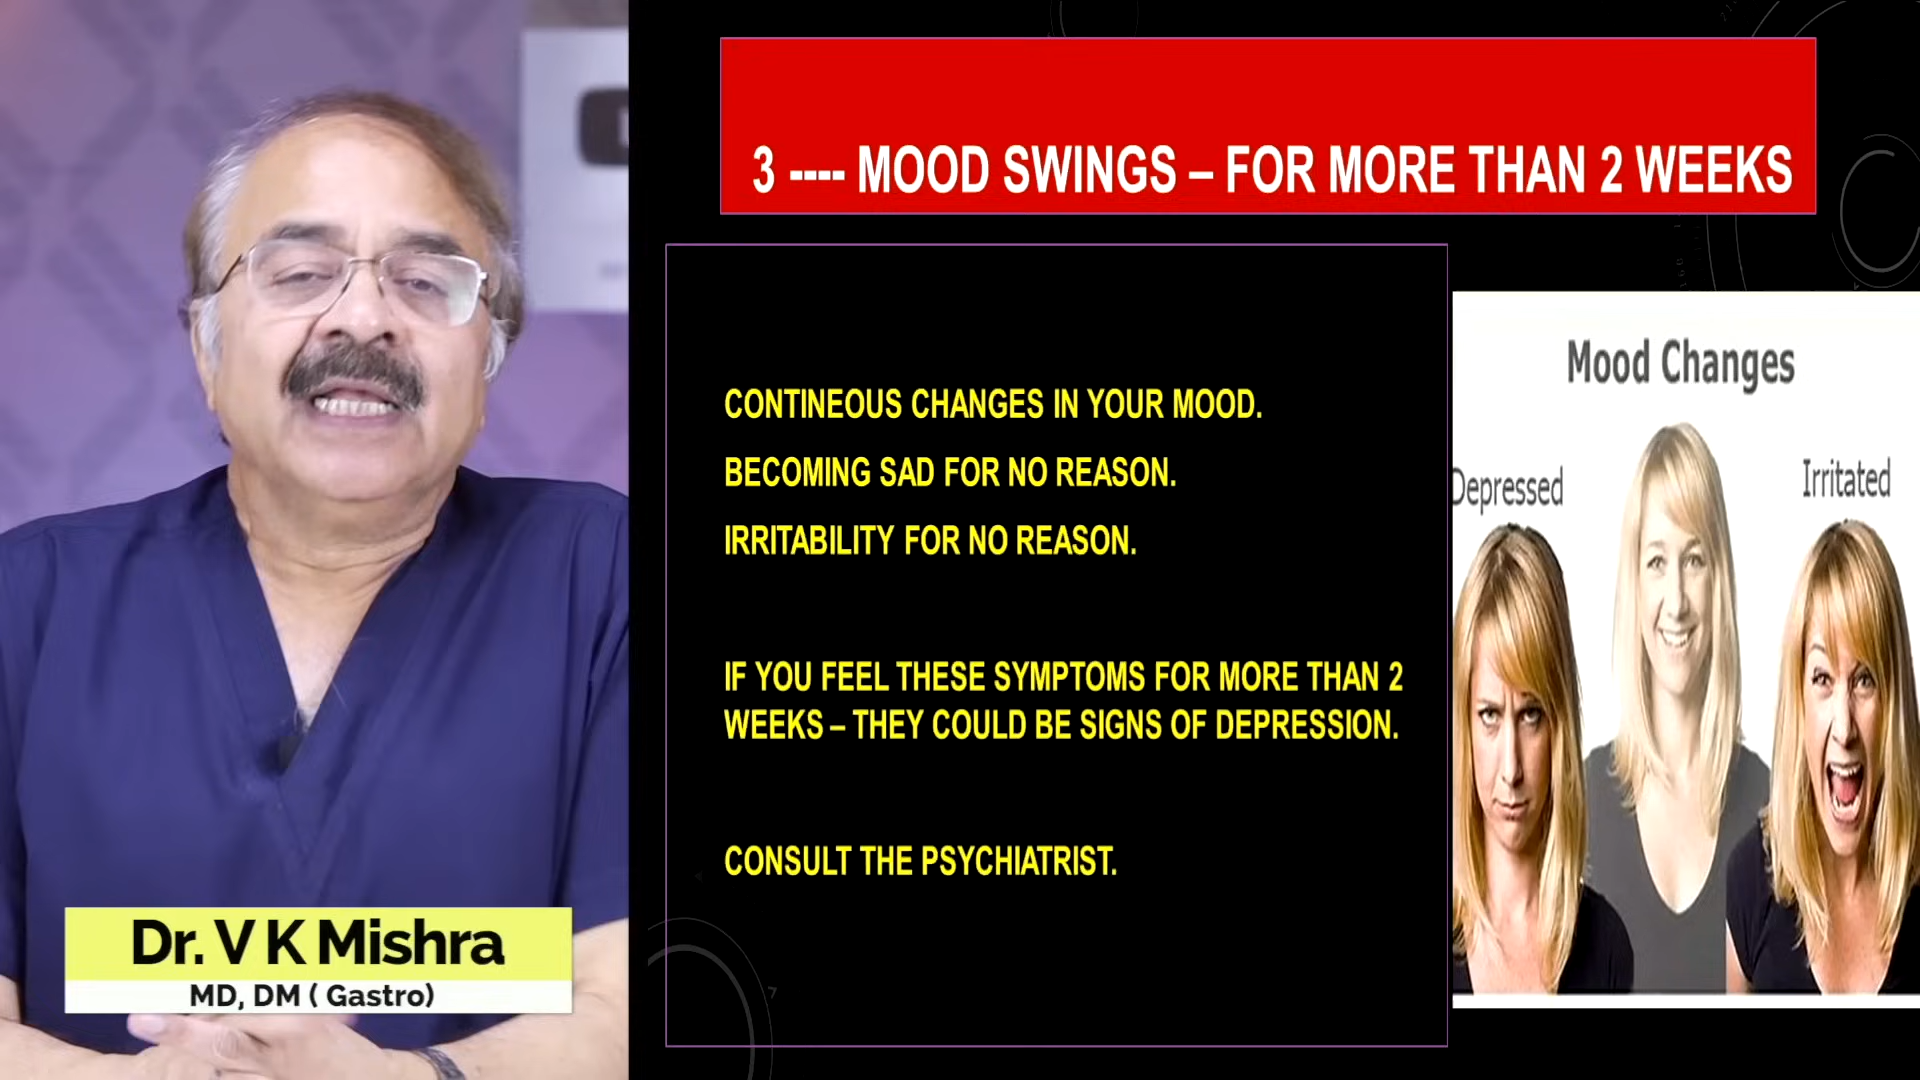 3 ---- MOOD SWINGS – FOR MORE THAN 2 WEEKS
CONTINEOUS CHANGES IN YOUR MOOD.
BECOMING SAD FOR NO REASON.
IRRITABILITY FOR NO REASON.
IF YOU FEEL THESE SYMPTOMS FOR MORE THAN 2
WEEKS – THEY COULD BE SIGNS OF DEPRESSION.
CONSULT THE PSYCHIATRIST.
Mood Changes
Depressed
Irritated
Dr. V K Mishra
MD, DM ( Gastro)